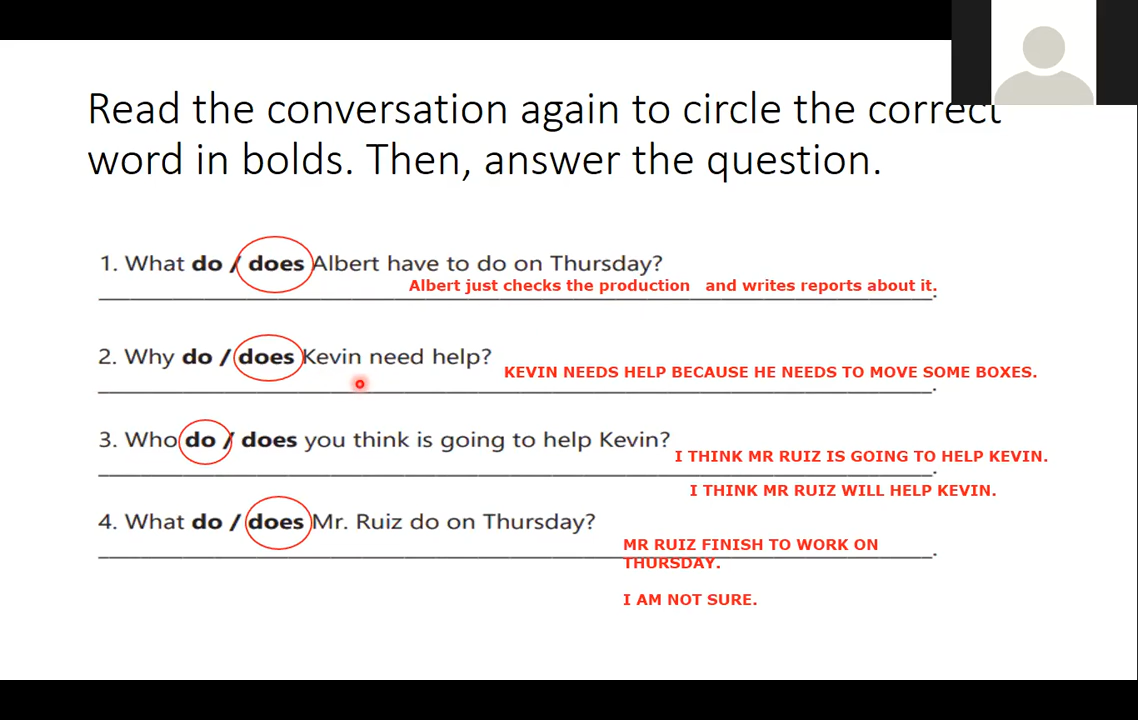 Read the conversation again to circle the correct
word in bolds. Then, answer the question.
1. What do / does Albert have to do on Thursday?
Albert just checks the production and writes reports about it.
2. Why do / does Kevin need help?
KEVIN NEEDS HELP BECAUSE HE NEEDS TO MOVE SOME BOXES.
3. Who do / does you think is going to help Kevin?
I THINK MR RUIZ IS GOING TO HELP KEVIN.
I THINK MR RUIZ WILL HELP KEVIN.
4. What do / does Mr. Ruiz do on Thursday?
MR RUIZ FINISH TO WORK ON
THURSDAY.
I AM NOT SURE.